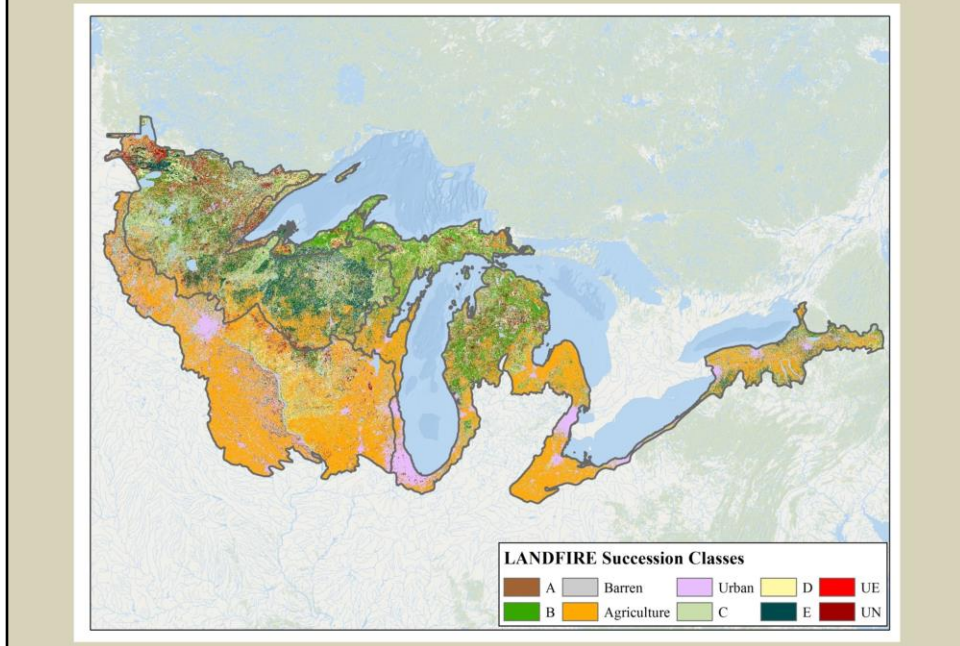 LANDFIRE Succession Classes
A Barren Urban D UE
B Agriculture C E UN